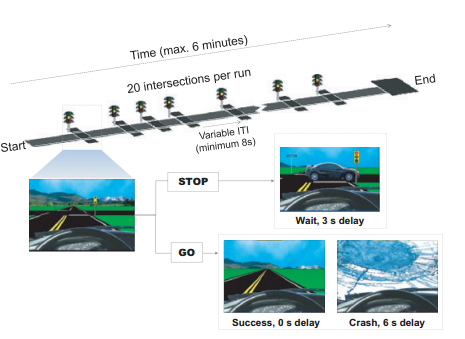 Time (max. 6 minutes)
20 intersections per run
End
Start
Variable ITI
(minimum 8s)
STOP
Wait, 3 s delay
GO
Success, 0 s delay
Crash, 6 s delay